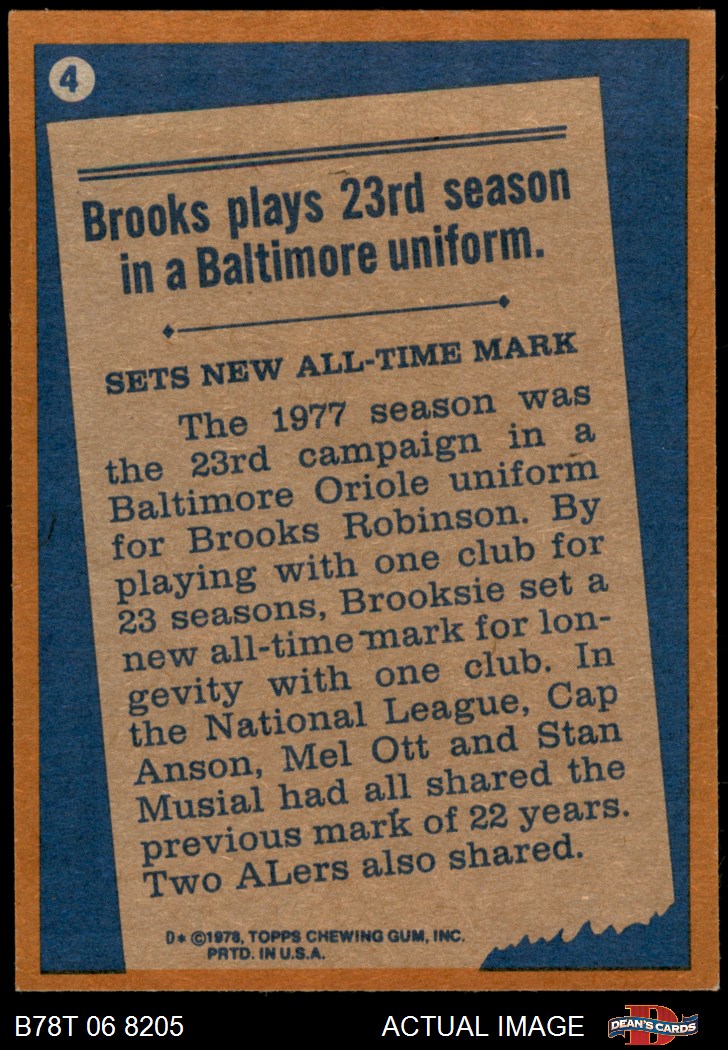 4
Brooks plays 23rd season
in a Baltimore uniform.
SETS NEW ALL-TIME MARK
The 1977 season was
the 23rd campaign in a
Baltimore Oriole uniform
for Brooks Robinson. By
playing with one club for
23 seasons, Brooksie set a
new all-time mark for lon-
gevity with one club. In
the National League, Cap
Anson, Mel Ott and Stan
Musial had all shared the
previous mark of 22 years.
Two ALers also shared.
D* ©1978, TOPPS CHEWING GUM, INC.
PRTD. IN U.S.A.
B78T 06 8205
ACTUAL IMAGE
D
DEAN'S CARDS